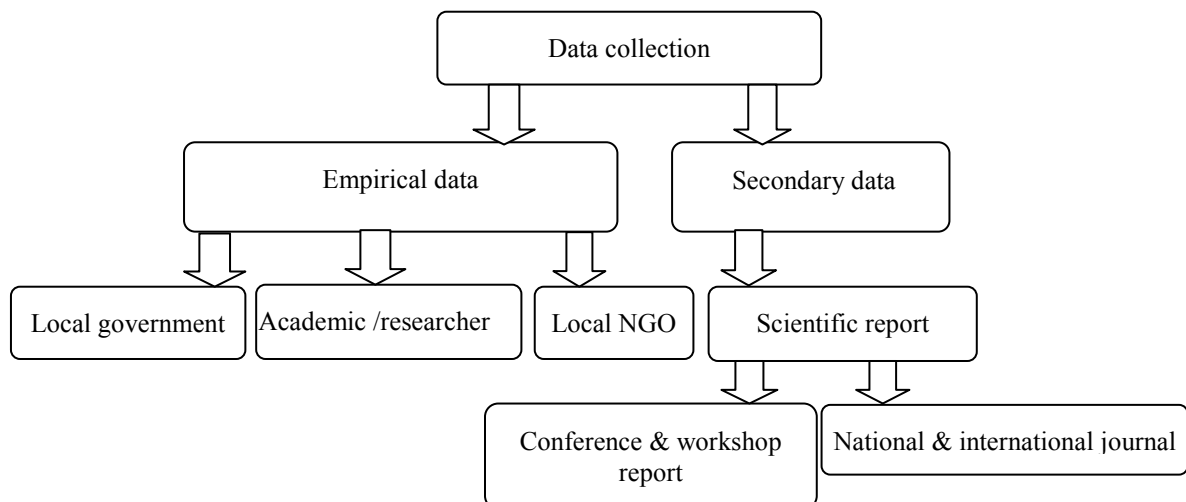 Data collection
Empirical data
Secondary data
Local government
Academic /researcher
Local NGO
Scientific report
Conference & workshop
report
National & international journal